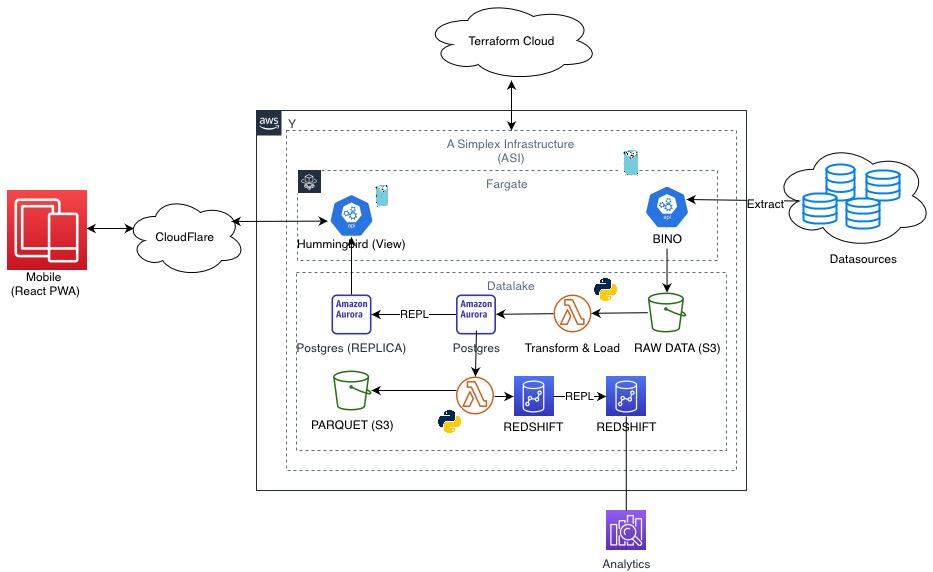 Terraform Cloud
aws
Y
A Simplex Infrastructure
(ASI)
Fargate
api
Hummingbird (View)
api
BINO
Extract
Datasources
CloudFlare
Mobile
(React PWA)
Datalake
Amazon
Aurora
REPL
Amazon
Aurora
Postgres (REPLICA)
Postgres
Transform & Load
RAW DATA (S3)
PARQUET (S3)
REPL
REDSHIFT
REDSHIFT
Analytics